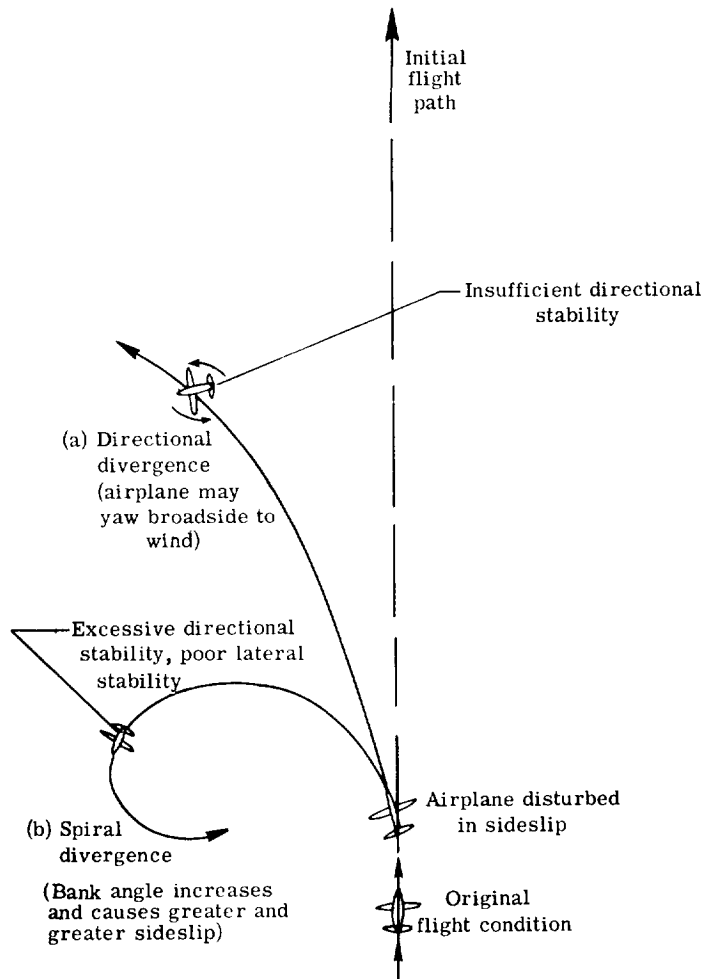 Initial
flight
path
Insufficient directional
stability
(a) Directional
divergence
(airplane may
yaw broadside to
wind)
Excessive directional
stability, poor lateral
stability
Airplane disturbed
in sideslip
(b) Spiral
divergence
(Bank angle increases
and causes greater and
greater sideslip)
Original
flight condition